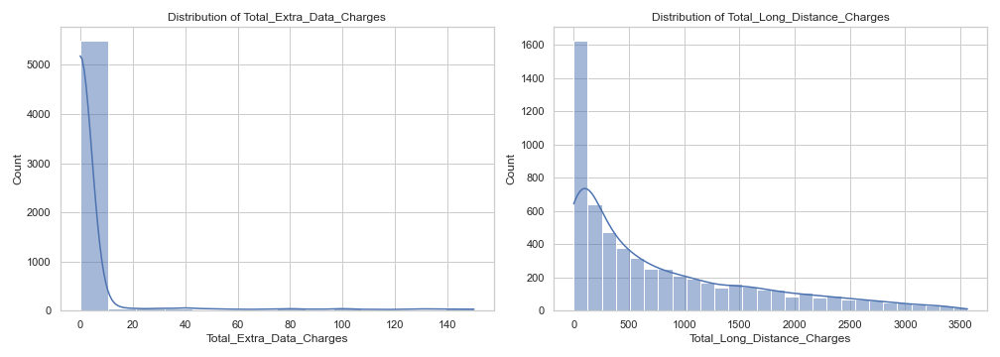 Distribution of Total_Extra_Data_Charges
Count
5000
4000
3000
2000
1000
0
0 20 40 60 80 100 120 140
Total_Extra_Data_Charges
Distribution of Total_Long_Distance_Charges
Count
1600
1400
1200
1000
800
600
400
200
0
0 500 1000 1500 2000 2500 3000 3500
Total_Long_Distance_Charges